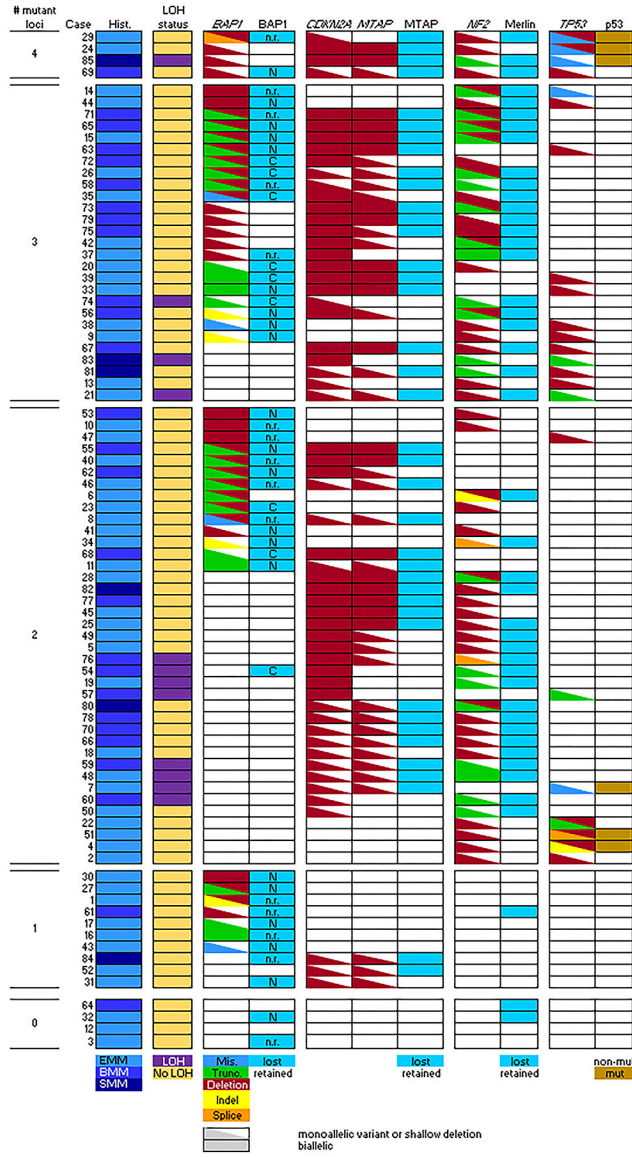 # mutant loci Case Hist. LOH status BAP1 BAP1 CDKN2A MTAP MTAP NF2 Merlin TP53 p53
29 n.r.
24
4 85
69 N
14 n.r.
44 N
71 n.r.
65 N
15 N
63 N
72 C
26 C
58 n.r.
35 C
73
79
75
42
37 n.r.
3
20 C
39 C
33 N
74 C
56 N
38 N
9 N
67
83
81
13
21
53 N
10 n.r.
47 n.r.
55 N
40 n.r.
62 N
46 n.r.
6
23 C
8 n.r.
41 N
34 N
68 C
11 N
28
82
77
2
45
25
49
5
76
54 C
19
57
80
78
70
66
18
59
48
7
60
50
22
51
4
2
30 N
27 N
1 n.r.
61 n.r.
17 N
1 16 n.r.
43 N
84 n.r.
52
31 N
64
0 32 N
12
3 n.r.
EMM LOH Mis. lost lost lost non-mu
BMM No LOH Trunc. retained retained retained mut
SMM Deletion
Indel
Splice
monoallelic variant or shallow deletion
biallelic